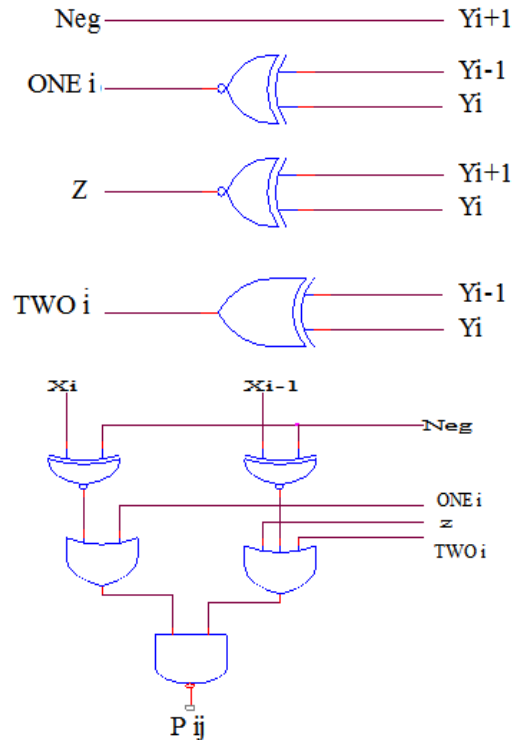 Neg Yi+1
ONE i Yi-1
Yi
Z Yi+1
Yi
TWO i Yi-1
Yi
Xi Xi-1
Neg
ONE i
z
TWO i
P ij